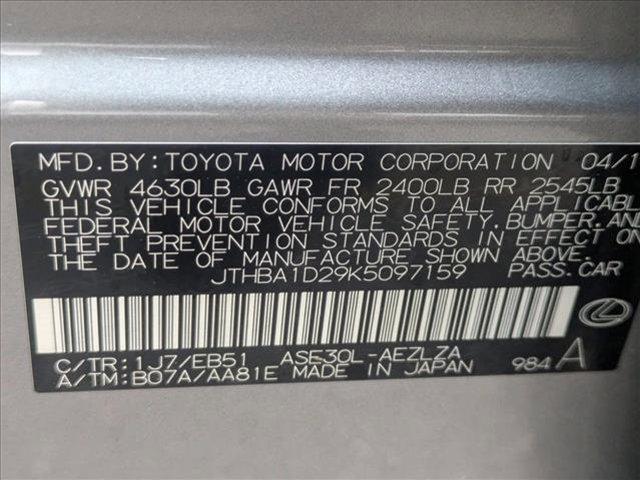 MFD. BY: TOYOTA MOTOR CORPORATION 04/1
GVWR 4630LB GAWR FR 2400LB RR 2545LB
THIS VEHICLE CONFORMS TO ALL APPLICABL
FEDERAL MOTOR VEHICLE SAFETY, BUMPER, AND
THEFT PREVENTION STANDARDS IN EFFECT ON
THE DATE OF MANUFACTURE SHOWN ABOVE.
JTHBA1D29K5097159 PASS. CAR
C/TR: 1J7/EB51 ASE30L-AEZLZA
A/TM: B07A/AA81E MADE IN JAPAN 984 A